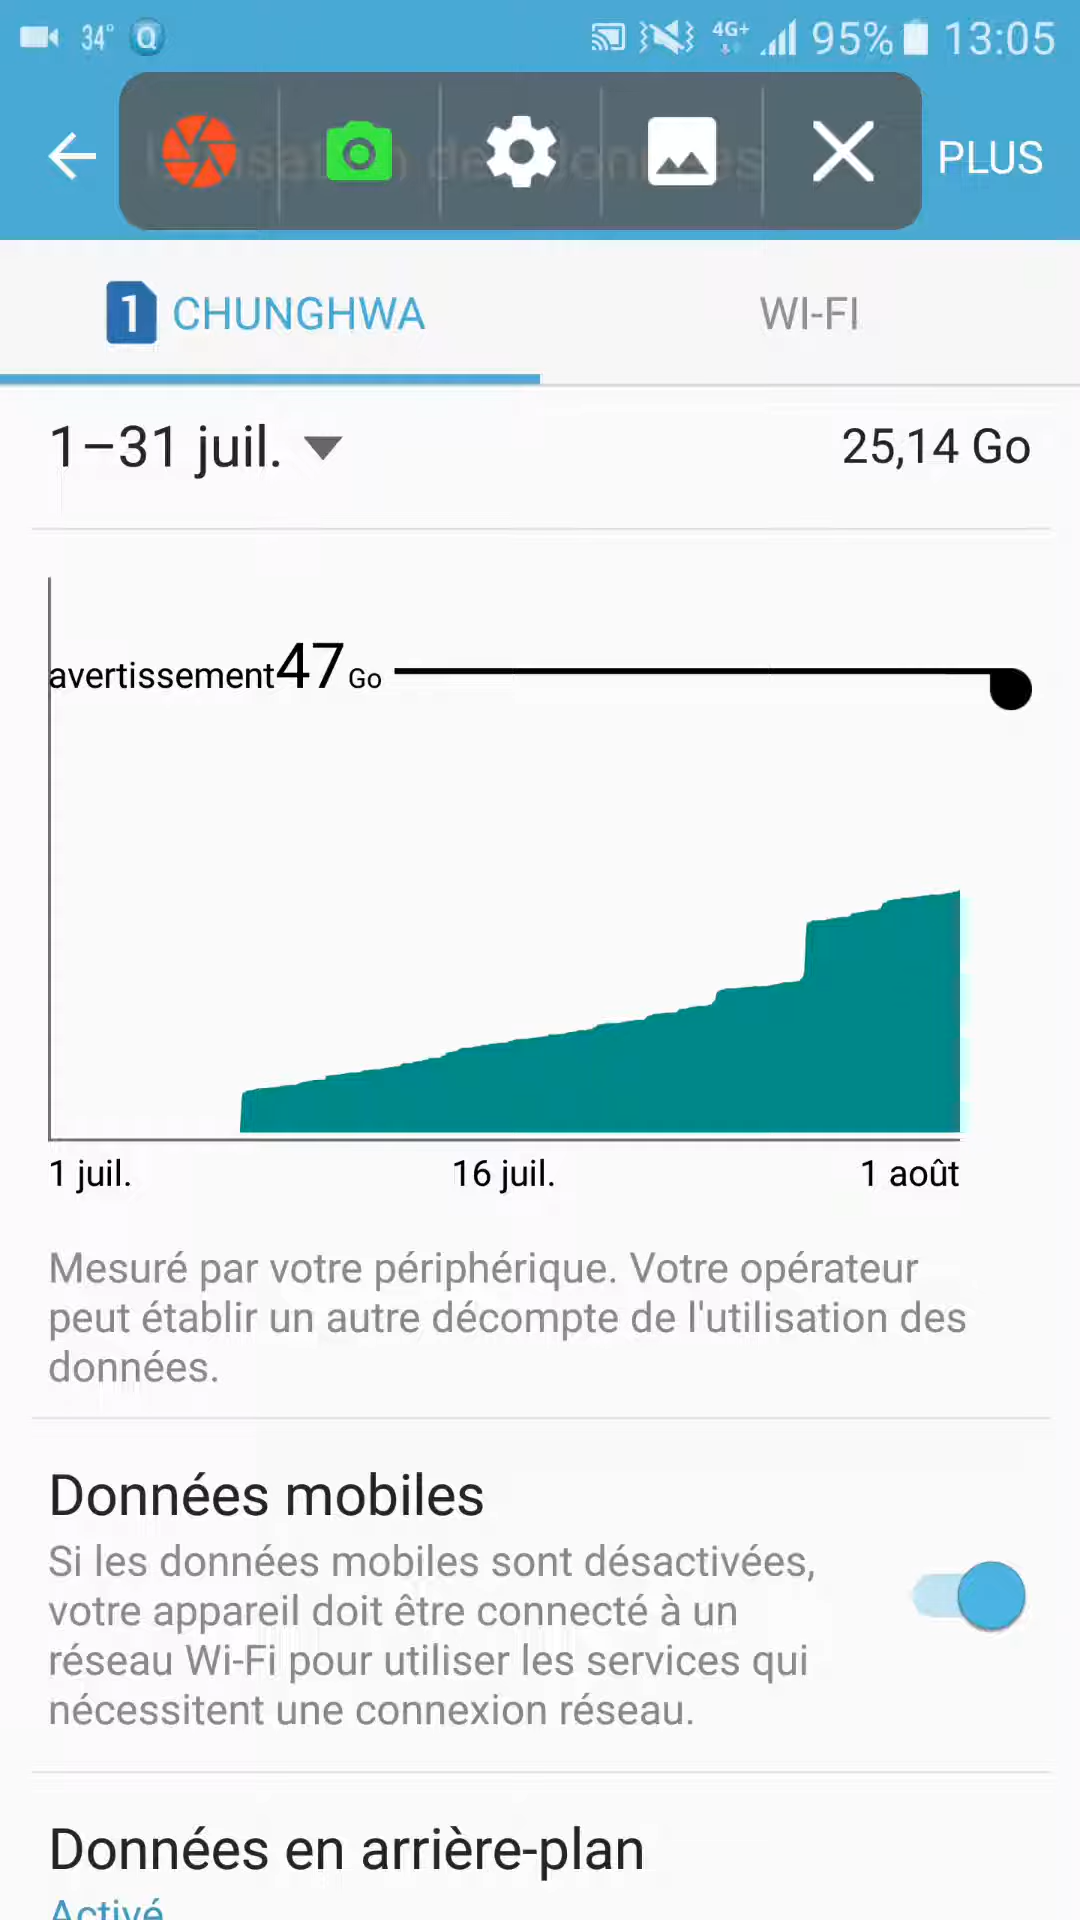 34° Q 4G+ 95% 13:05
PLUS
1 CHUNGHWA WI-FI
1–31 juil. 25,14 Go
avertissement 47 Go
1 juil. 16 juil. 1 août
Mesuré par votre périphérique. Votre opérateur
peut établir un autre décompte de l'utilisation des
données.
Données mobiles
Si les données mobiles sont désactivées,
votre appareil doit être connecté à un
réseau Wi-Fi pour utiliser les services qui
nécessitent une connexion réseau.
Données en arrière-plan
Activé